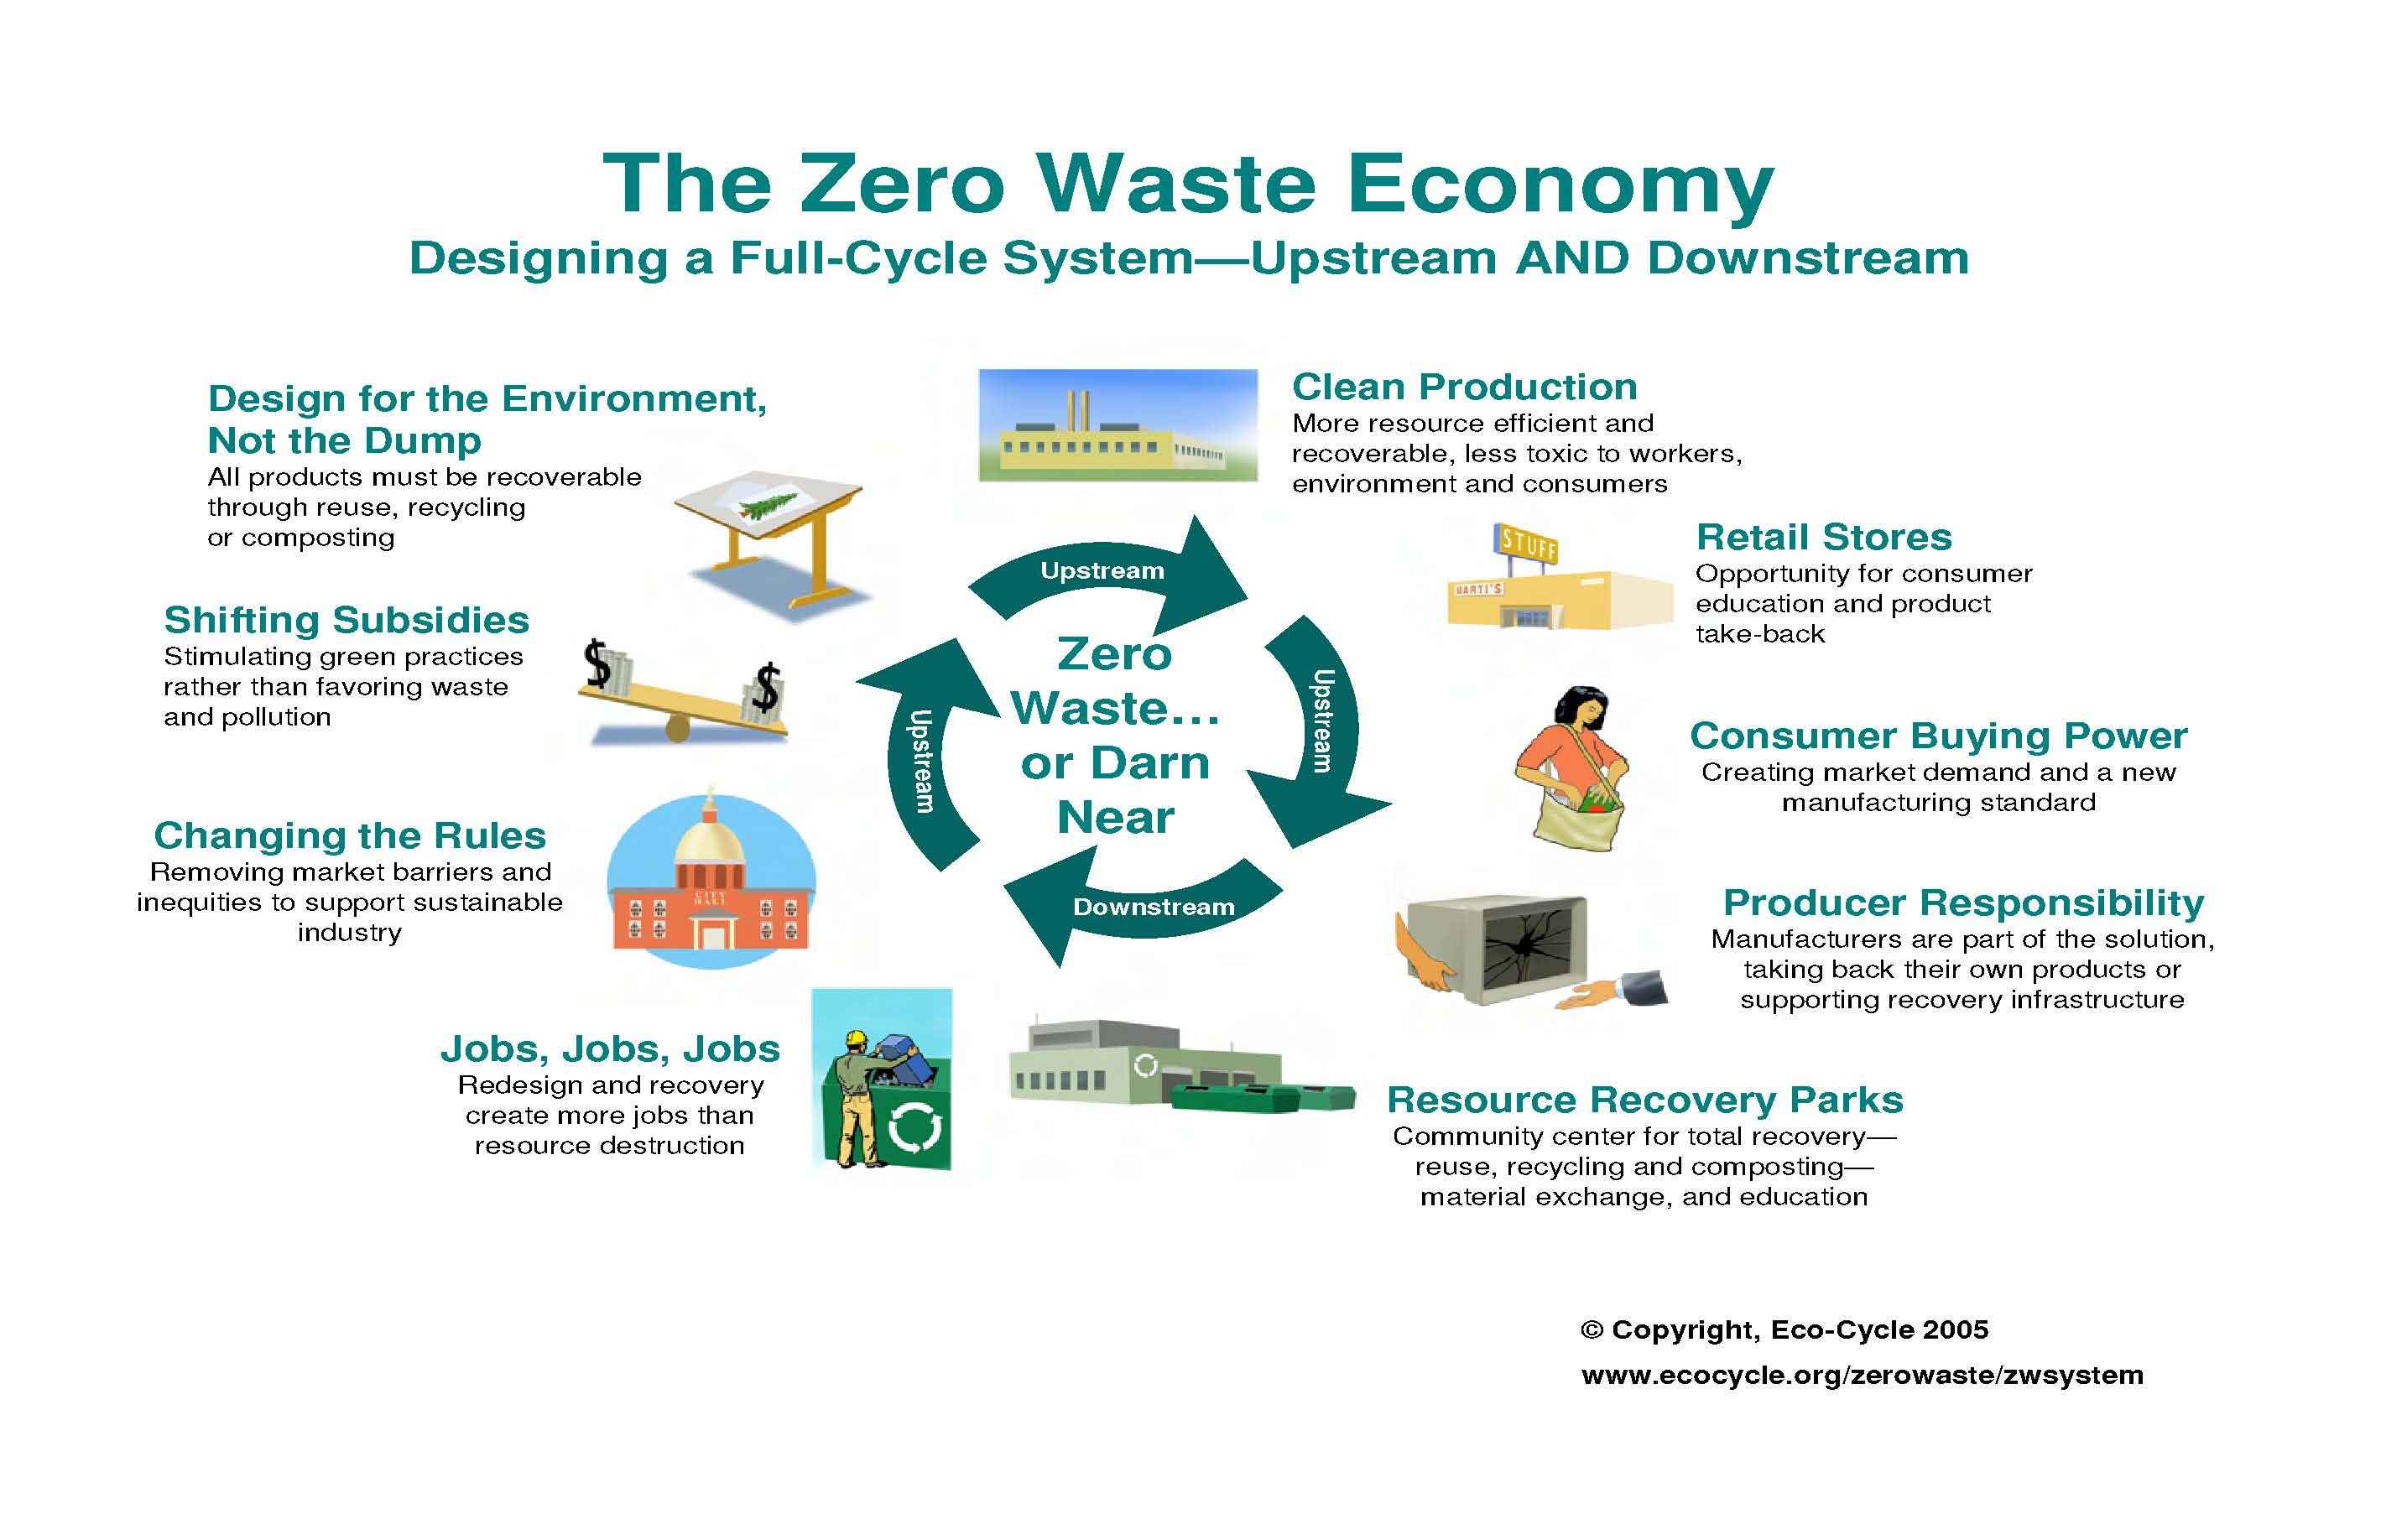 The Zero Waste Economy
Designing a Full-Cycle System—Upstream AND Downstream
Design for the Environment,
Not the Dump
All products must be recoverable
through reuse, recycling
or composting
Clean Production
More resource efficient and
recoverable, less toxic to workers,
environment and consumers
STUFF
MARTI'S
Retail Stores
Opportunity for consumer
education and product
take-back
Shifting Subsidies
Stimulating green practices
rather than favoring waste
and pollution
$
$
Upstream
Upstream
Upstream
Downstream
Zero
Waste...
or Darn
Near
Consumer Buying Power
Creating market demand and a new
manufacturing standard
Changing the Rules
Removing market barriers and
inequities to support sustainable
industry
CITY
HALL
Producer Responsibility
Manufacturers are part of the solution,
taking back their own products or
supporting recovery infrastructure
Jobs, Jobs, Jobs
Redesign and recovery
create more jobs than
resource destruction
Resource Recovery Parks
Community center for total recovery—
reuse, recycling and composting—
material exchange, and education
© Copyright, Eco-Cycle 2005
www.ecocycle.org/zerowaste/zwsystem